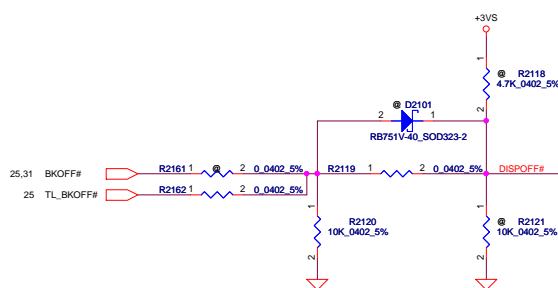 +3VS
1
@ R2118
4.7K_0402_5%
2
@ D2101
2 1
RB751V-40_SOD323-2
25,31 BKOFF# R2161 1 @ 2 0_0402_5% R2119 1 2 0_0402_5% DISPOFF#
25 TL_BKOFF# R2162 1 2 0_0402_5%
1 1
R2120 @ R2121
10K_0402_5% 10K_0402_5%
2 2